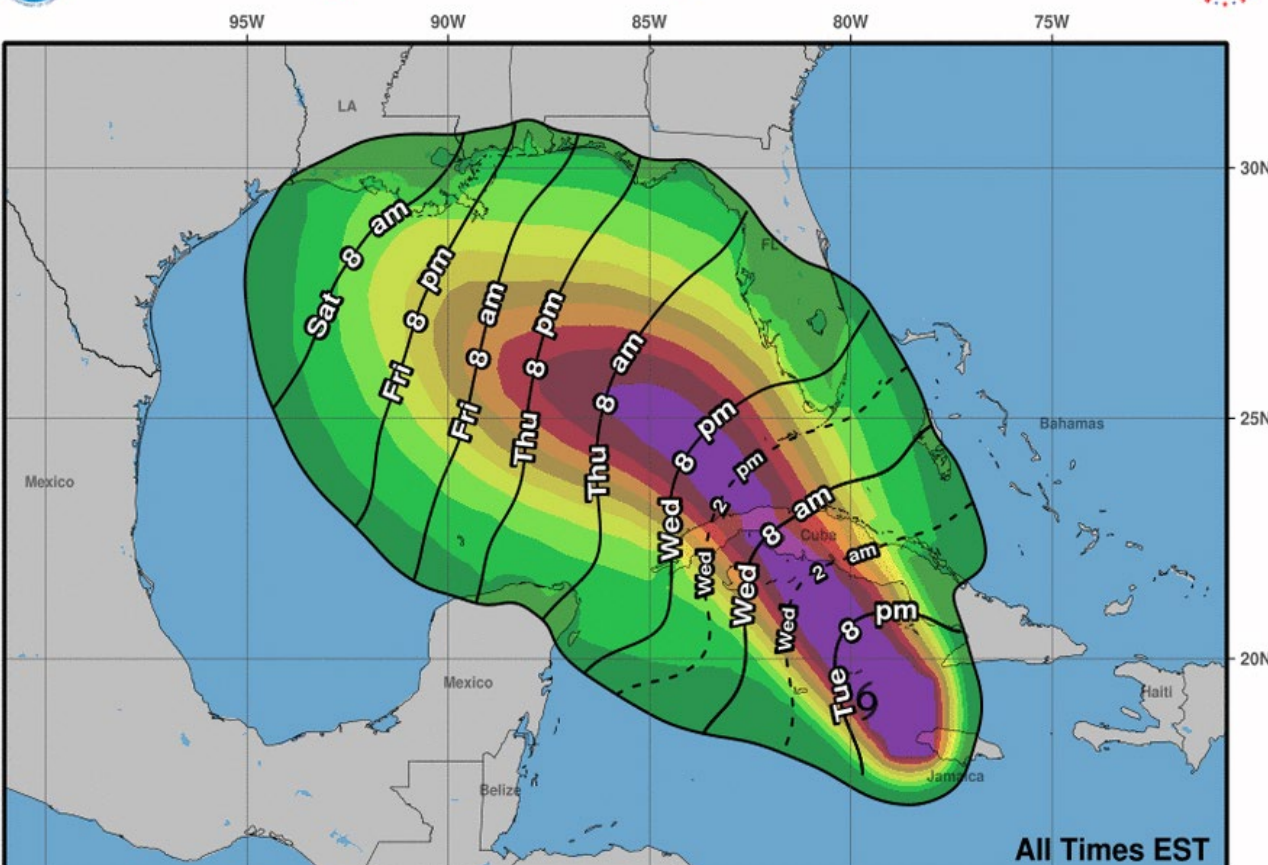 95W 90W 85W 80W 75W
LA
30N
FL
Sat 8 am
Fri 8 pm
Fri 8 am
Thu 8 pm
Thu 8 am
Wed 8 pm
Wed 2 pm
Wed 8 am
Wed 2 am
Tue 8 pm
25N
Bahamas
Mexico
Cuba
20N
Mexico
Haiti
Jamaica
Belize
All Times EST